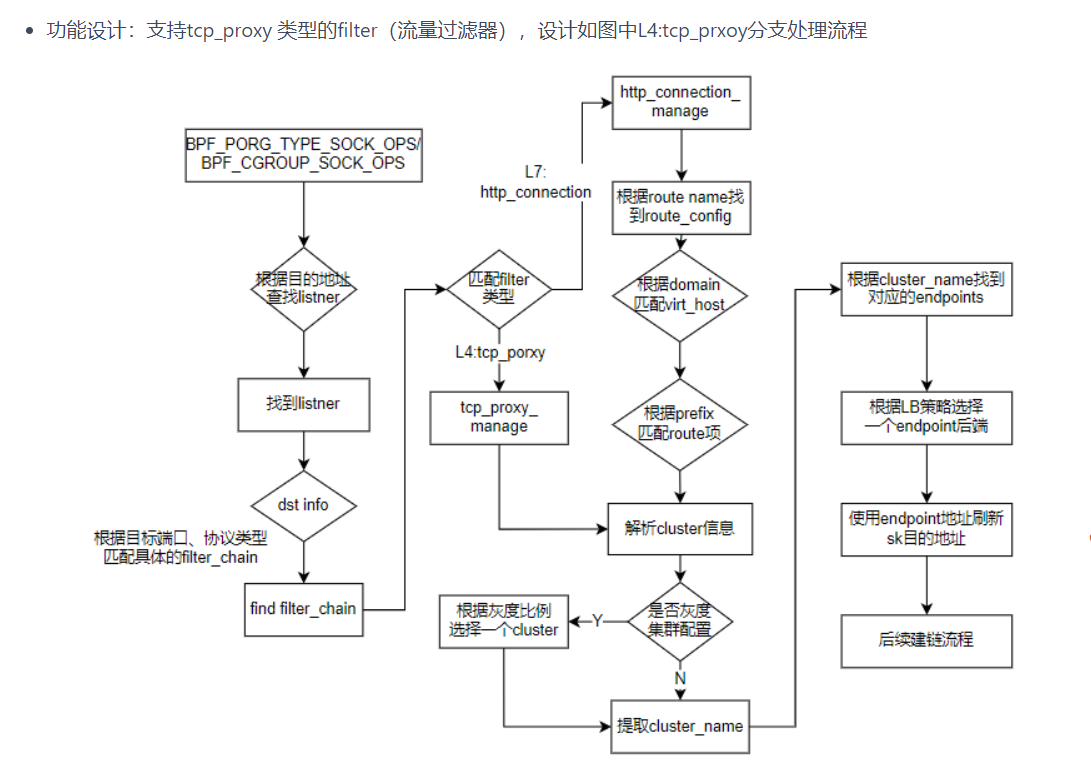 功能设计：支持tcp_proxy 类型的filter（流量过滤器），设计如图中L4:tcp_prxoy分支处理流程
BPF_PORG_TYPE_SOCK_OPS/
BPF_CGROUP_SOCK_OPS
根据目的地址
查找listner
找到listner
dst info
根据目标端口、协议类型
匹配具体的filter_chain
find filter_chain
匹配filter
类型
L7:
http_connection
L4:tcp_porxy
tcp_proxy_
manage
http_connection_
manage
根据route name找
到route_config
根据domain
匹配virt_host
根据prefix
匹配route项
解析cluster信息
是否灰度
集群配置
Y
根据灰度比例
选择一个cluster
N
提取cluster_name
根据cluster_name找到
对应的endpoints
根据LB策略选择
一个endpoint后端
使用endpoint地址刷新
sk目的地址
后续建链流程